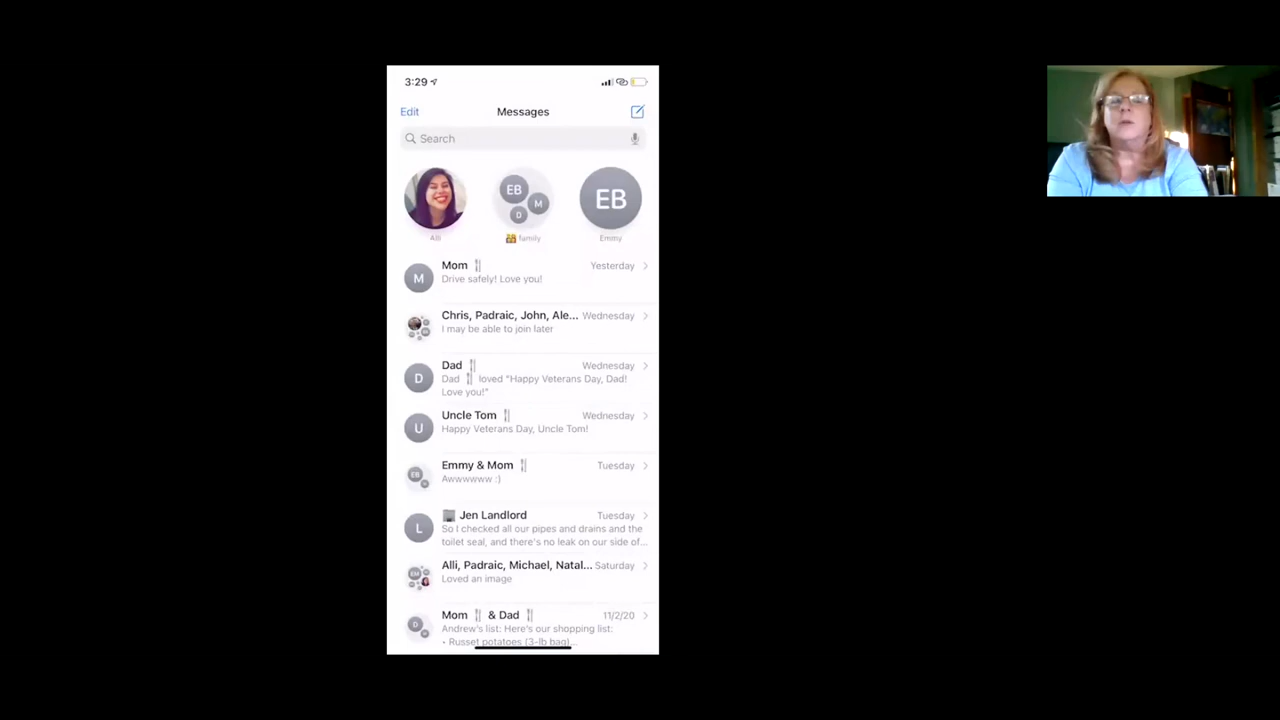 3:29
Edit
Messages
Search
EB
M
D
EB
Alli
family
Emmy
M
Mom
Yesterday
Drive safely! Love you!
Chris, Padraic, John, Ale...
Wednesday
I may be able to join later
D
Dad
Wednesday
Dad loved "Happy Veterans Day, Dad!
Love you!"
U
Uncle Tom
Wednesday
Happy Veterans Day, Uncle Tom!
EB
Emmy & Mom
Tuesday
Awwwwww :)
L
Jen Landlord
Tuesday
So I checked all our pipes and drains and the
toilet seal, and there's no leak on our side of...
EM
Alli, Padraic, Michael, Natal...
Saturday
Loved an image
D
Mom & Dad
11/2/20
Andrew's list: Here's our shopping list:
• Russet potatoes (3-lb bag)...